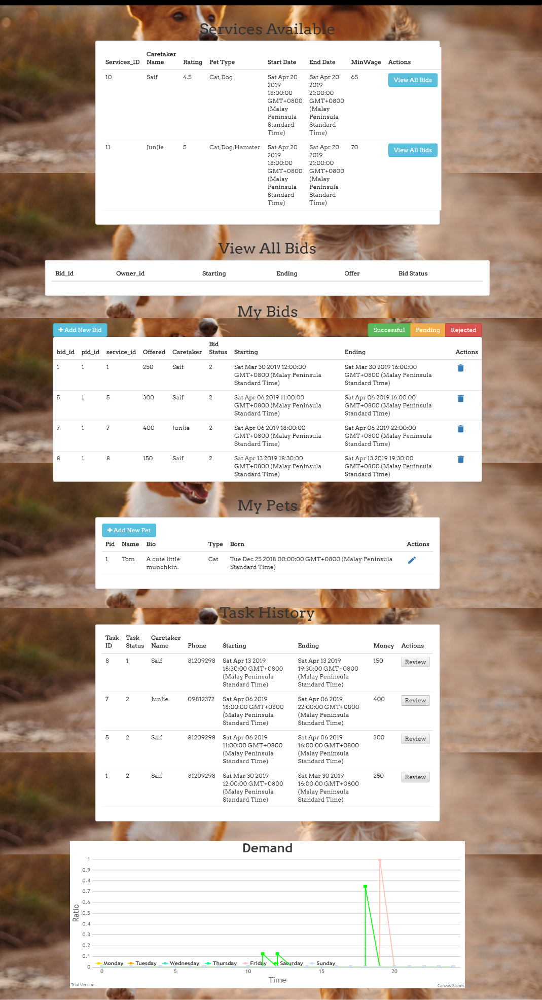 Services Available
Services_ID Caretaker Name Rating Pet Type Start Date End Date MinWage Actions
10 Saif 4.5 Cat,Dog Sat Apr 20 2019 18:00:00 GMT+0800 (Malay Peninsula Standard Time) Sat Apr 20 2019 21:00:00 GMT+0800 (Malay Peninsula Standard Time) 65 View All Bids
11 JunJie 5 Cat,Dog,Hamster Sat Apr 20 2019 18:00:00 GMT+0800 (Malay Peninsula Standard Time) Sat Apr 20 2019 21:00:00 GMT+0800 (Malay Peninsula Standard Time) 70 View All Bids
View All Bids
Bid_id Owner_id Starting Ending Offer Bid Status
My Bids
Add New Bid Successful Pending Rejected
bid_id pid_id service_id Offered Caretaker Bid Status Starting Ending Actions
1 1 1 250 Saif 2 Sat Mar 30 2019 12:00:00 GMT+0800 (Malay Peninsula Standard Time) Sat Mar 30 2019 16:00:00 GMT+0800 (Malay Peninsula Standard Time)
5 1 5 300 Saif 2 Sat Apr 06 2019 11:00:00 GMT+0800 (Malay Peninsula Standard Time) Sat Apr 06 2019 16:00:00 GMT+0800 (Malay Peninsula Standard Time)
7 1 7 400 JunJie 2 Sat Apr 06 2019 18:00:00 GMT+0800 (Malay Peninsula Standard Time) Sat Apr 06 2019 22:00:00 GMT+0800 (Malay Peninsula Standard Time)
8 1 8 150 Saif 2 Sat Apr 13 2019 18:30:00 GMT+0800 (Malay Peninsula Standard Time) Sat Apr 13 2019 19:30:00 GMT+0800 (Malay Peninsula Standard Time)
My Pets
Add New Pet
Pid Name Bio Type Born Actions
1 Tom A cute little munchkin. Cat Tue Dec 25 2018 00:00:00 GMT+0800 (Malay Peninsula Standard Time)
Task History
Task ID Task Status Caretaker Name Phone Starting Ending Money Actions
8 1 Saif 81209298 Sat Apr 13 2019 18:30:00 GMT+0800 (Malay Peninsula Standard Time) Sat Apr 13 2019 19:30:00 GMT+0800 (Malay Peninsula Standard Time) 150 Review
7 2 JunJie 09812372 Sat Apr 06 2019 18:00:00 GMT+0800 (Malay Peninsula Standard Time) Sat Apr 06 2019 22:00:00 GMT+0800 (Malay Peninsula Standard Time) 400 Review
5 2 Saif 81209298 Sat Apr 06 2019 11:00:00 GMT+0800 (Malay Peninsula Standard Time) Sat Apr 06 2019 16:00:00 GMT+0800 (Malay Peninsula Standard Time) 300 Review
1 2 Saif 81209298 Sat Mar 30 2019 12:00:00 GMT+0800 (Malay Peninsula Standard Time) Sat Mar 30 2019 16:00:00 GMT+0800 (Malay Peninsula Standard Time) 250 Review
Demand
1
0.9
0.8
0.7
0.6
0.5
0.4
0.3
0.2
0.1
0
Ratio
Monday Tuesday Wednesday Thursday Friday Saturday Sunday
0 5 10 15 20
Time
Trial Version CanvasJS.com